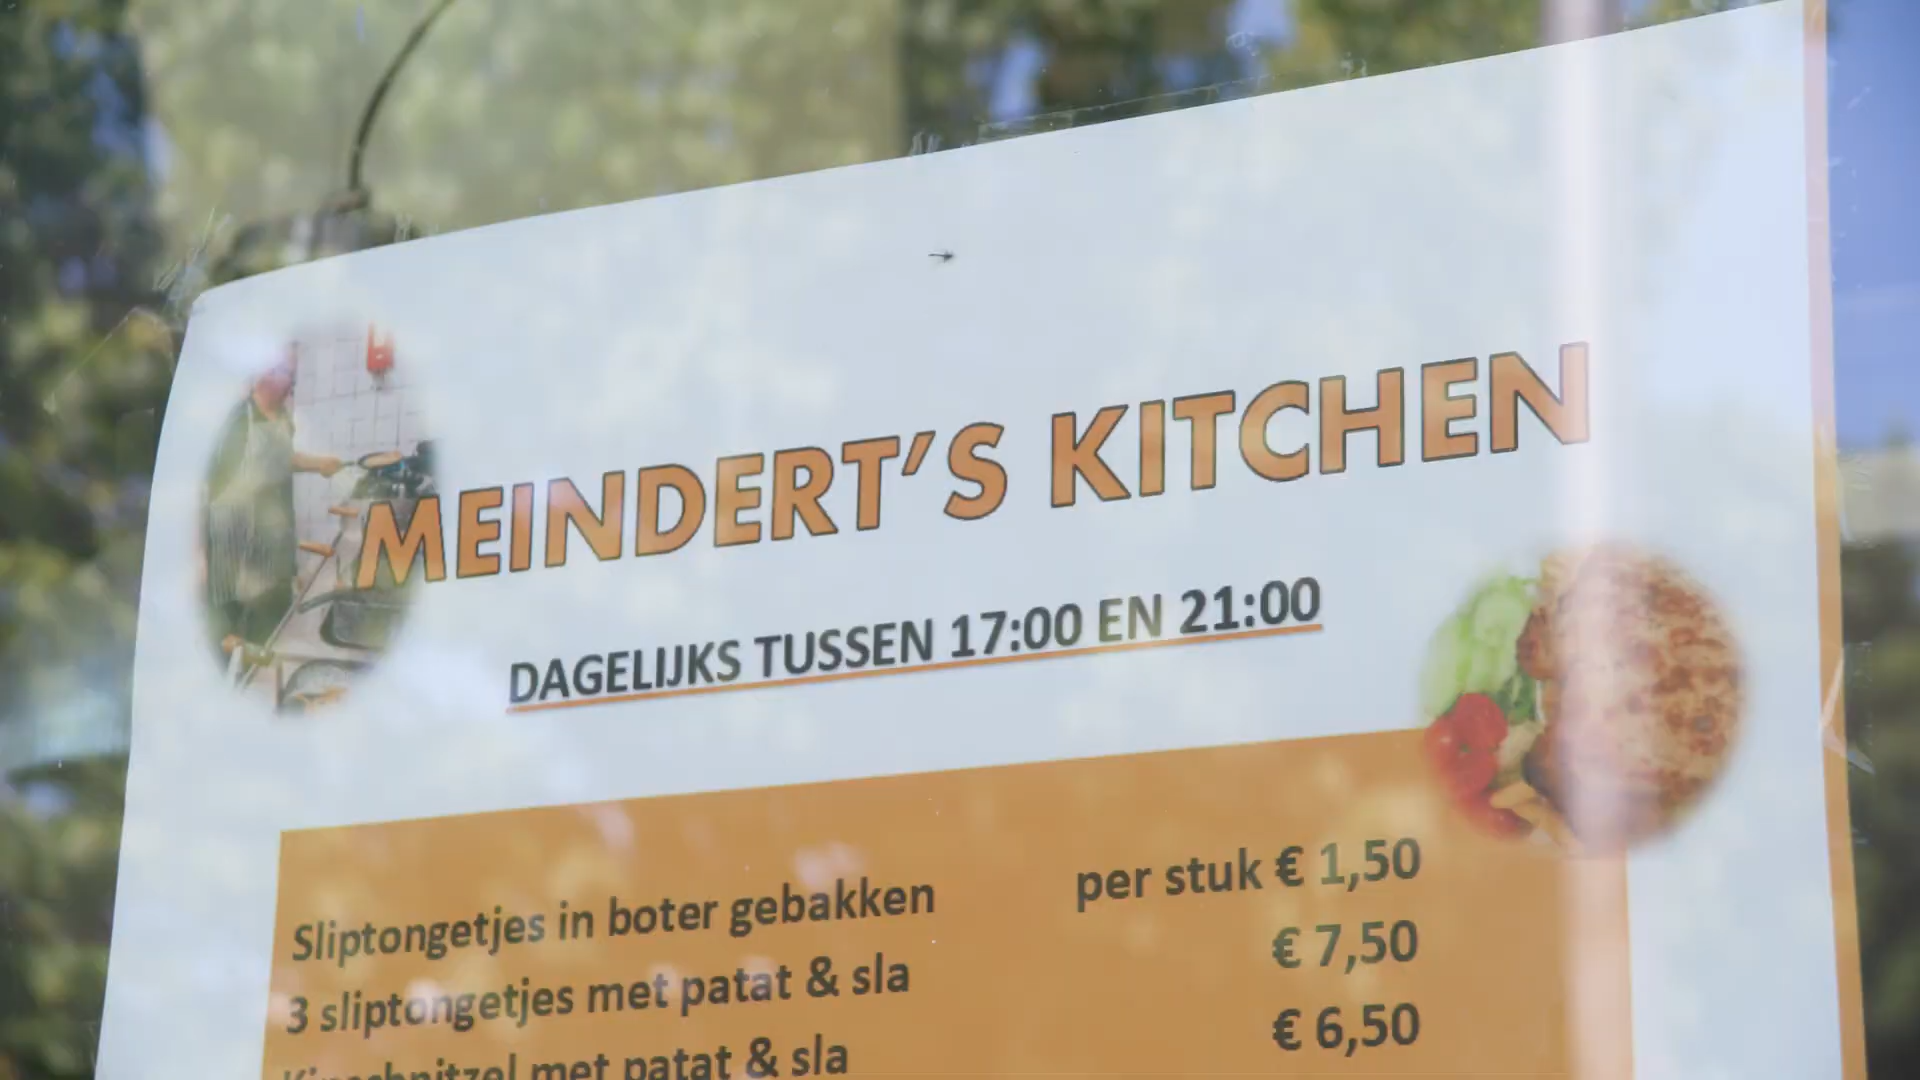 MEINDERT'S KITCHEN
DAGELIJKS TUSSEN 17:00 EN 21:00
Sliptongetjes in boter gebakken per stuk € 1,50
3 sliptongetjes met patat & sla € 7,50
Kipschnitzel met patat & sla € 6,50